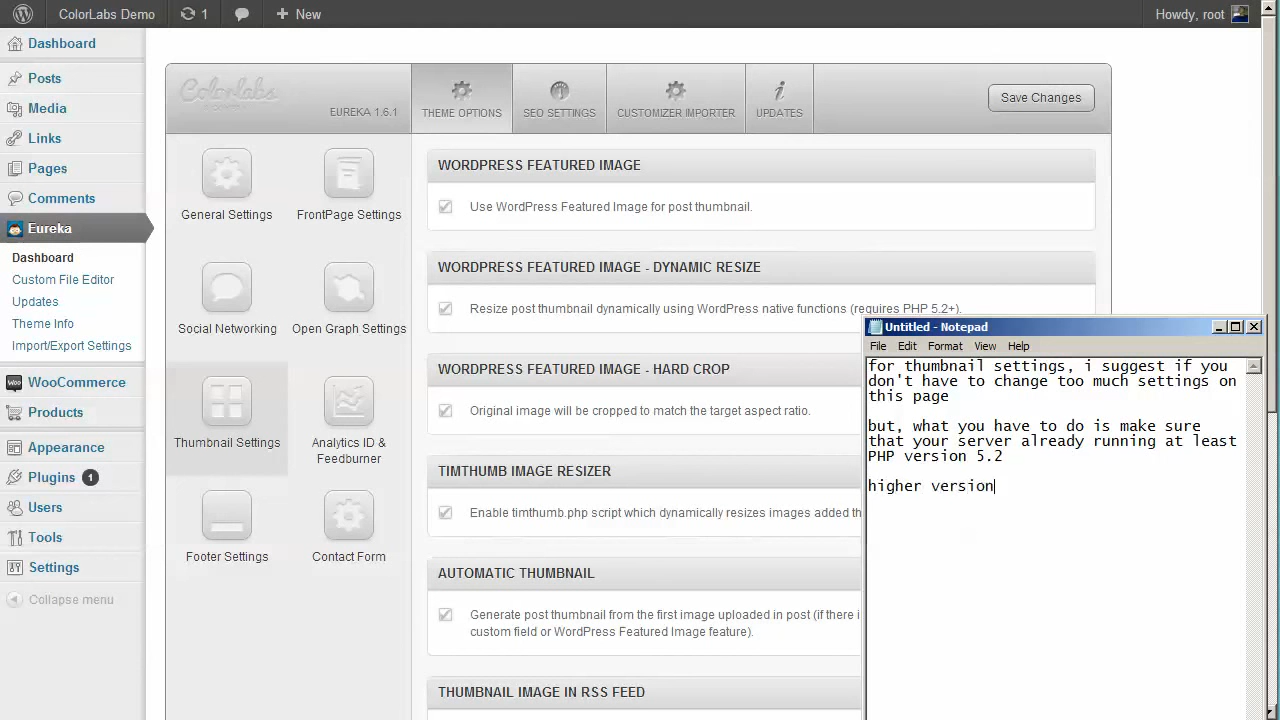 ColorLabs Demo
1
New
Howdy, root
Dashboard
Posts
Media
Links
Pages
Comments
Eureka
Dashboard
Custom File Editor
Updates
Theme Info
Import/Export Settings
WooCommerce
Products
Appearance
Plugins 1
Users
Tools
Settings
Collapse menu
Colorlabs
EUREKA 1.6.1
THEME OPTIONS
SEO SETTINGS
CUSTOMIZER IMPORTER
UPDATES
Save Changes
General Settings
FrontPage Settings
Social Networking
Open Graph Settings
Thumbnail Settings
Analytics ID &
Feedburner
Footer Settings
Contact Form
WORDPRESS FEATURED IMAGE
Use WordPress Featured Image for post thumbnail.
WORDPRESS FEATURED IMAGE - DYNAMIC RESIZE
Resize post thumbnail dynamically using WordPress native functions (requires PHP 5.2+).
WORDPRESS FEATURED IMAGE - HARD CROP
Original image will be cropped to match the target aspect ratio.
TIMTHUMB IMAGE RESIZER
Enable timthumb.php script which dynamically resizes images added th
AUTOMATIC THUMBNAIL
Generate post thumbnail from the first image uploaded in post (if there i
custom field or WordPress Featured Image feature).
THUMBNAIL IMAGE IN RSS FEED
Untitled - Notepad
File Edit Format View Help
for thumbnail settings, i suggest if you
don't have to change too much settings on
this page
but, what you have to do is make sure
that your server already running at least
PHP version 5.2
higher version